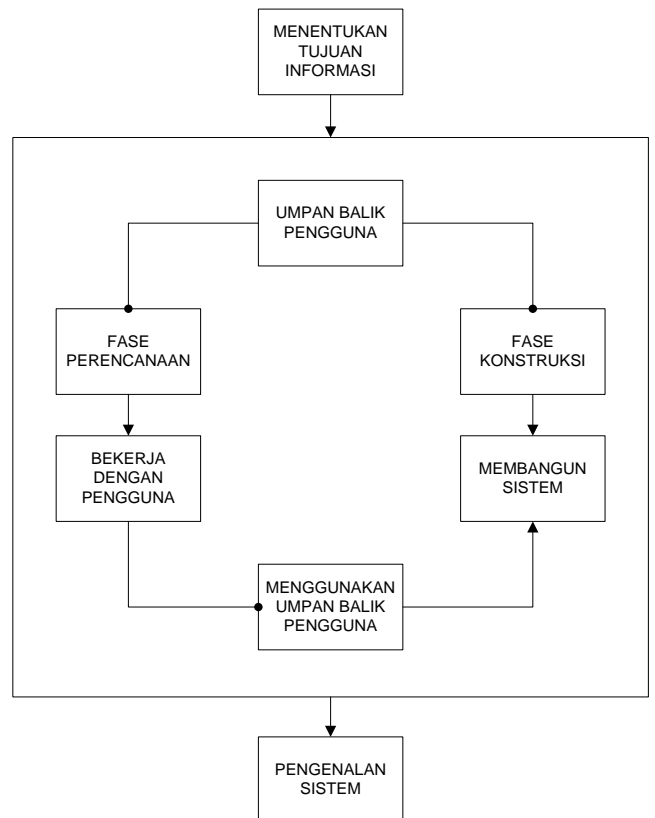 MENENTUKAN
TUJUAN
INFORMASI
UMPAN BALIK
PENGGUNA
FASE
PERENCANAAN
FASE
KONSTRUKSI
BEKERJA
DENGAN
PENGGUNA
MEMBANGUN
SISTEM
MENGGUNAKAN
UMPAN BALIK
PENGGUNA
PENGENALAN
SISTEM